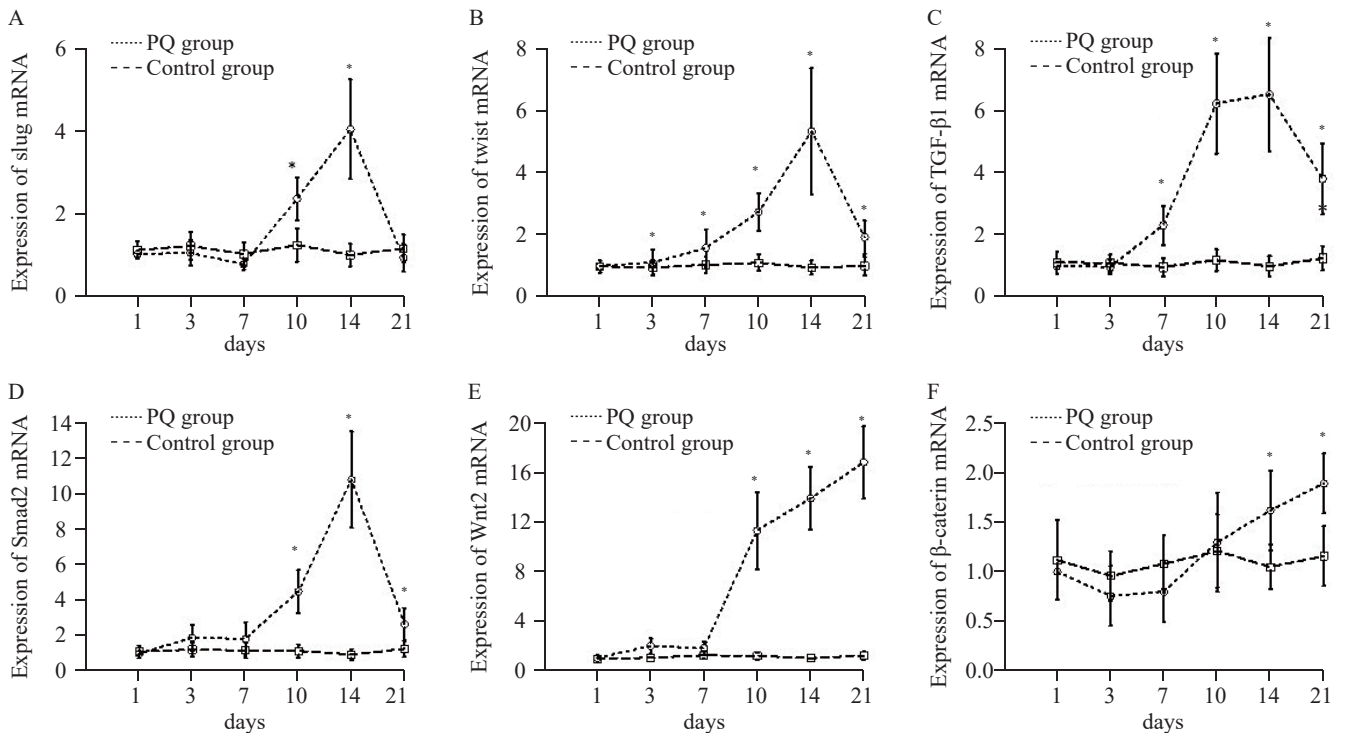 A
PQ group
Control group
Expression of slug mRNA
6
4
2
0
*
*
1 3 7 10 14 21
days
B
PQ group
Control group
Expression of twist mRNA
8
6
4
2
0
*
*
*
*
*
1 3 7 10 14 21
days
C
PQ group
Control group
Expression of TGF-β1 mRNA
8
6
4
2
0
*
*
*
*
*
1 3 7 10 14 21
days
D
PQ group
Control group
Expression of Smad2 mRNA
14
12
10
8
6
4
2
0
*
*
*
1 3 7 10 14 21
days
E
PQ group
Control group
Expression of Wnt2 mRNA
20
16
12
8
4
0
*
*
*
1 3 7 10 14 21
days
F
PQ group
Control group
Expression of β-caterin mRNA
2.5
2.0
1.5
1.0
0.5
0.0
*
*
1 3 7 10 14 21
days